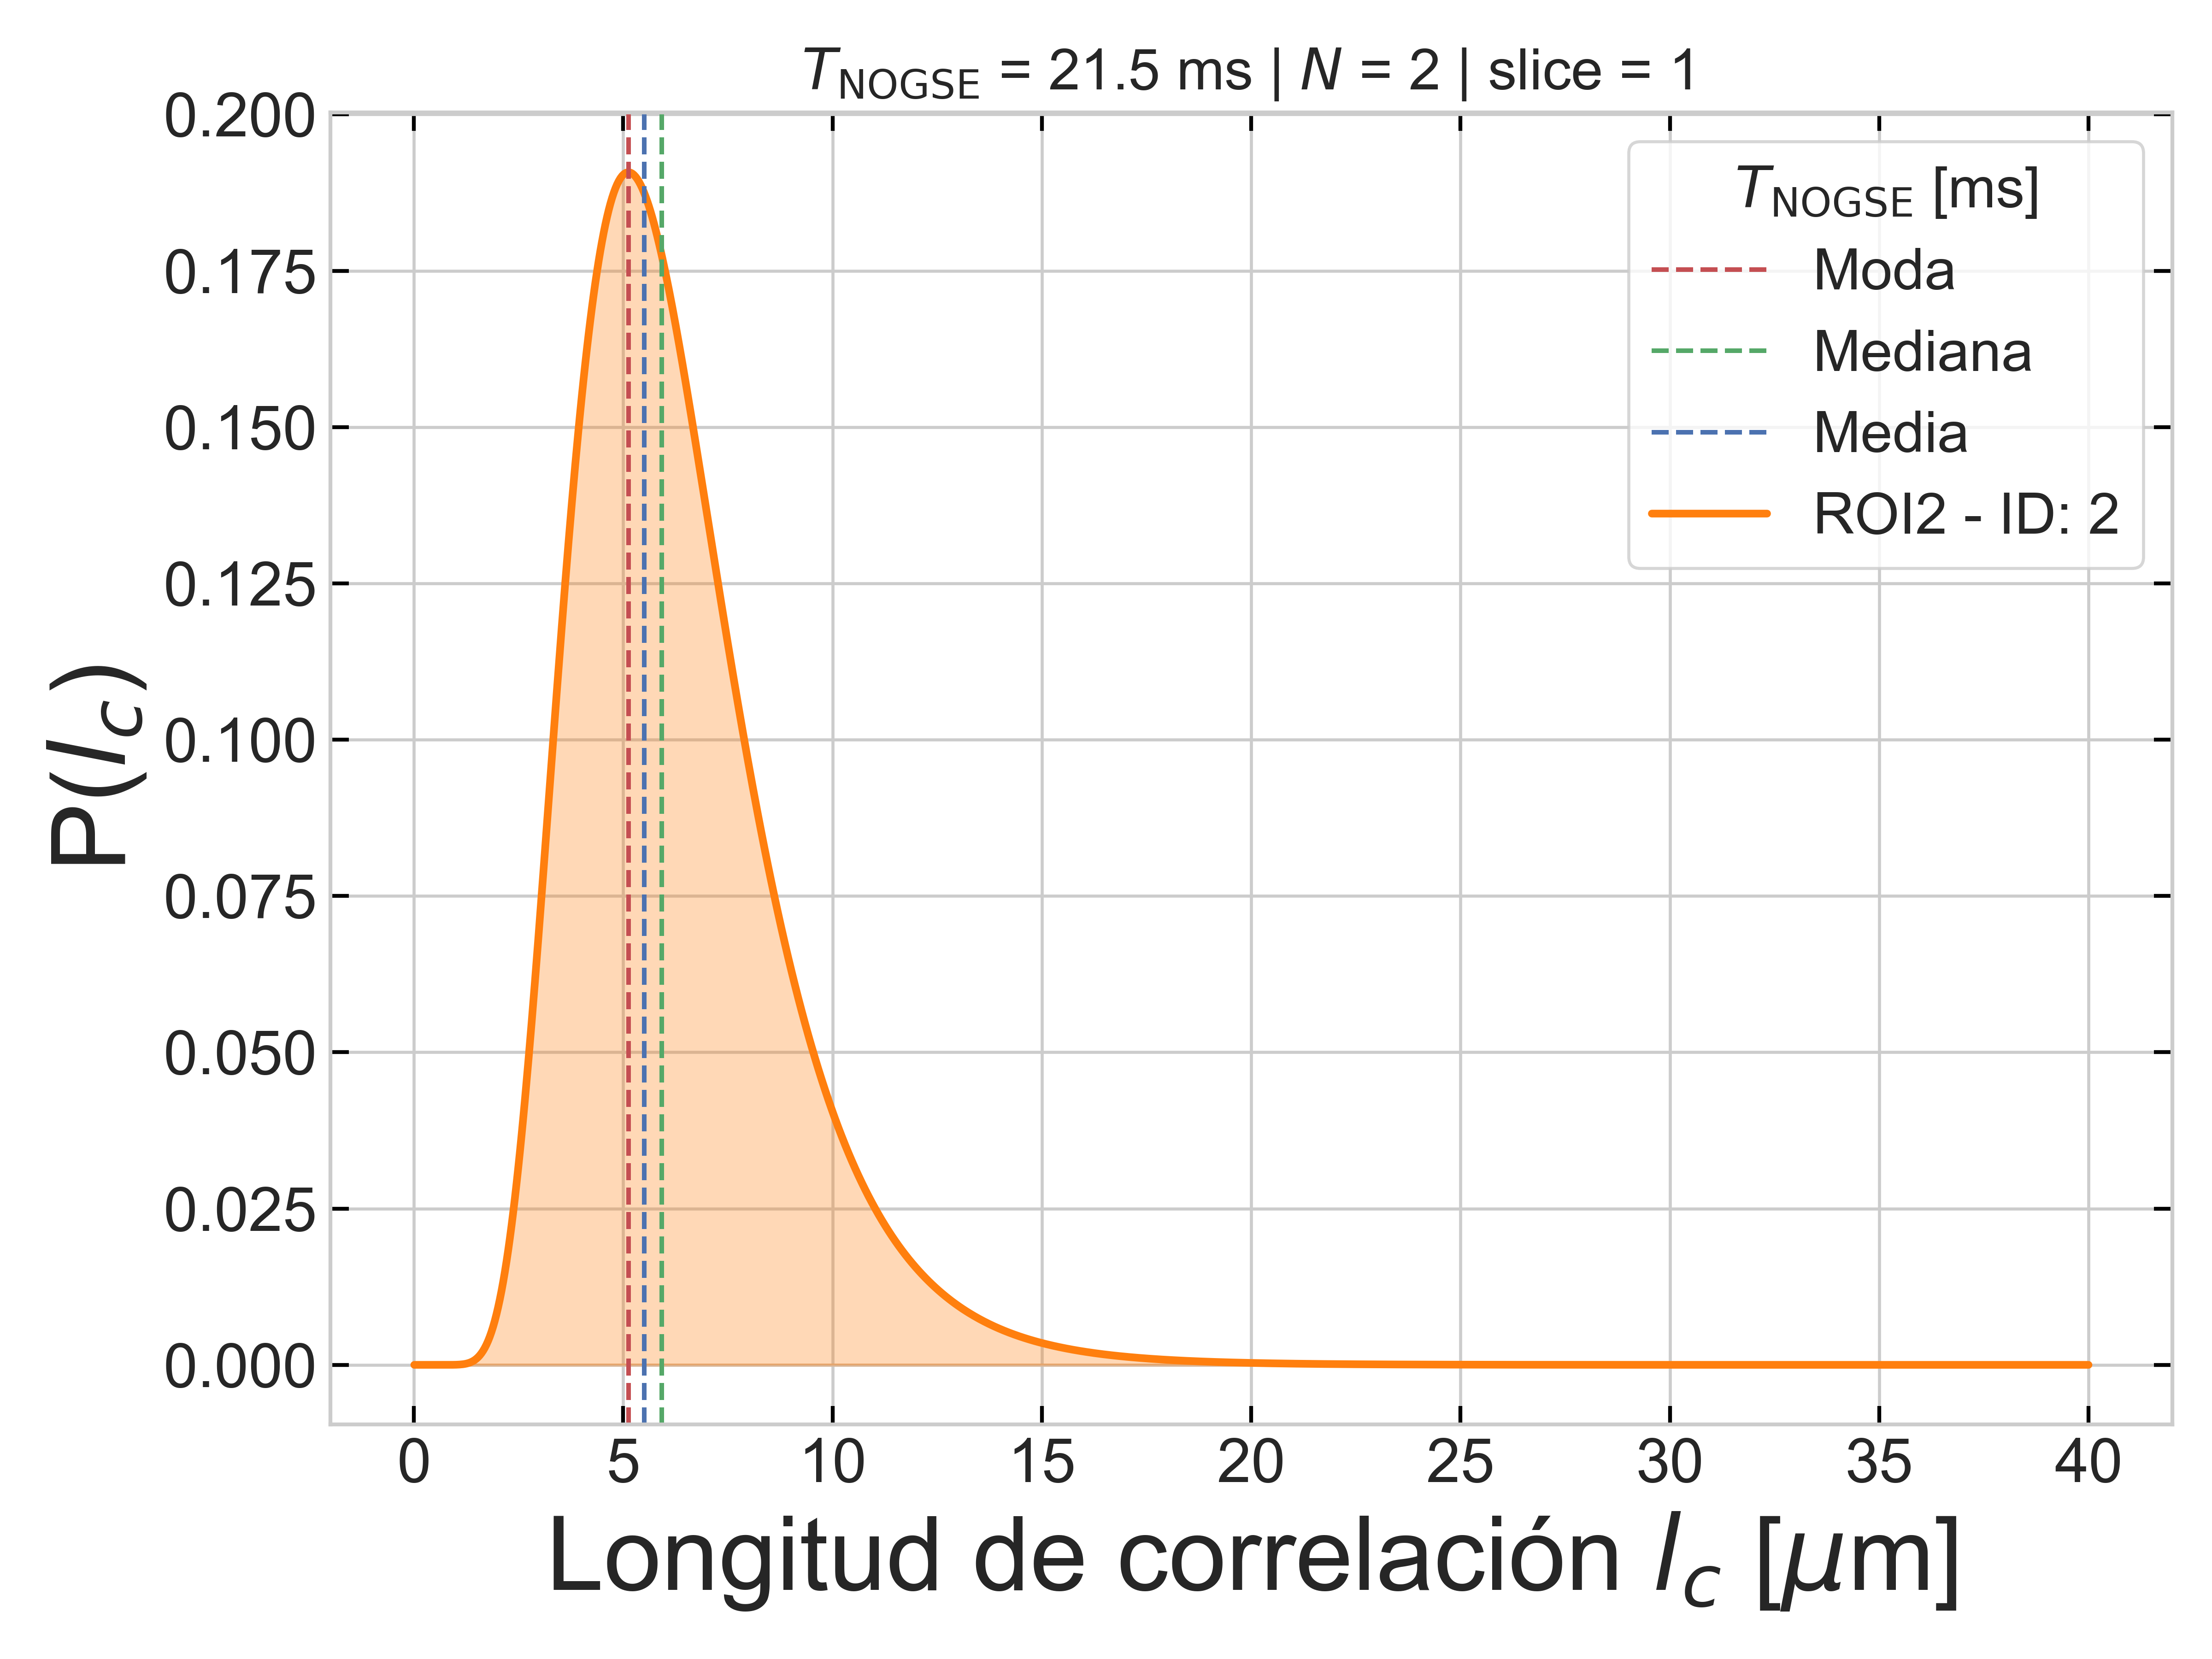 T_NOGSE = 21.5 ms | N = 2 | slice = 1
P(l_c)
0.200
0.175
0.150
0.125
0.100
0.075
0.050
0.025
0.000
T_NOGSE [ms]
Moda
Mediana
Media
ROI2 - ID: 2
0 5 10 15 20 25 30 35 40
Longitud de correlación l_c [μm]